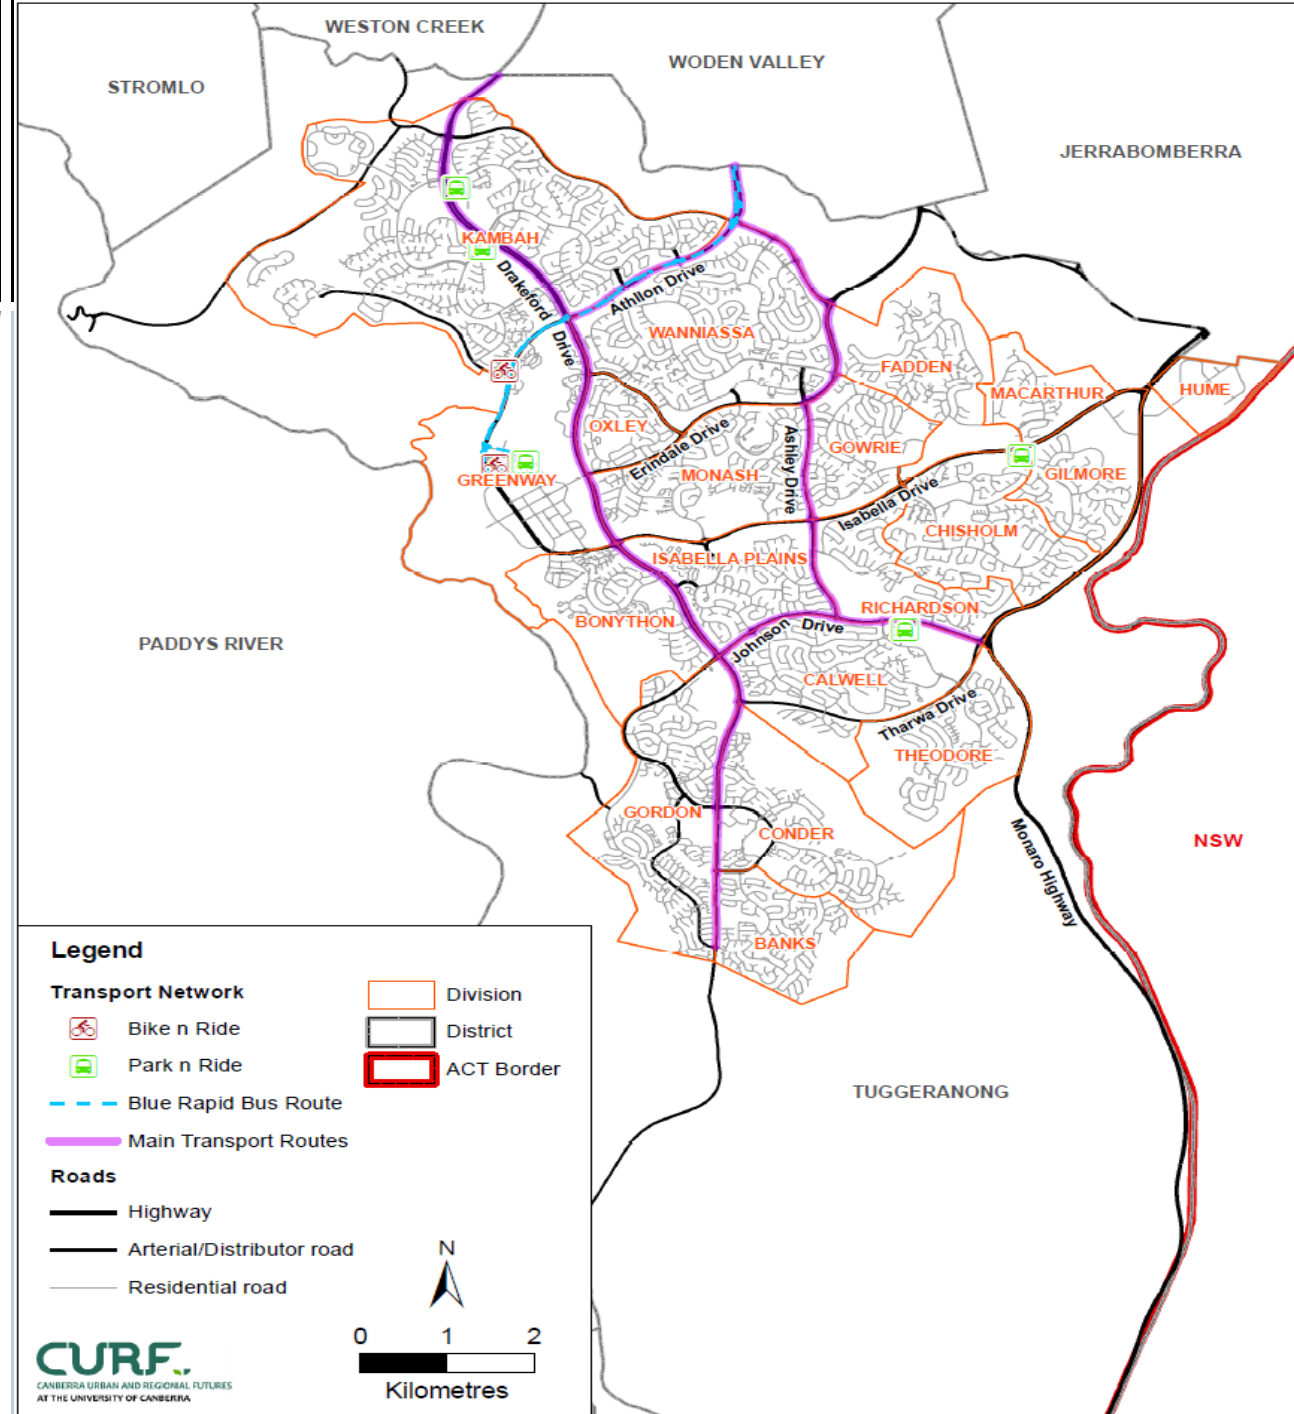 WESTON CREEK
WODEN VALLEY
STROMLO
JERRABOMBERRA
KAMBAH
Drakeford
Drive
Athllon Drive
WANNIASSA
FADDEN
MACARTHUR
HUME
OXLEY
Erindale Drive
Ashley Drive
GOWRIE
MONASH
GILMORE
GREENWAY
Isabella Drive
CHISHOLM
ISABELLA PLAINS
RICHARDSON
BONYTHON
Johnson Drive
PADDYS RIVER
CALWELL
Tharwa Drive
THEODORE
GORDON
CONDER
Monaro Highway
NSW
BANKS
TUGGERANONG
Legend
Transport Network
Bike n Ride
Park n Ride
Blue Rapid Bus Route
Main Transport Routes
Division
District
ACT Border
Roads
Highway
Arterial/Distributor road
Residential road
N
0 1 2
Kilometres
CURF
CANBERRA URBAN AND REGIONAL FUTURES
AT THE UNIVERSITY OF CANBERRA